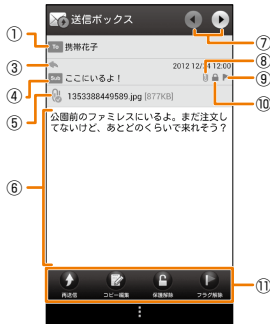 送信ボックス
① To 携帯花子 ⑦
③ 2012 12/24 12:00 ⑧
④ Sub ここにいるよ! ⑨
⑩
⑤ 1353388449589.jpg [877KB]
公園前のファミレスにいるよ。まだ注文し
てないけど、あとどのくらいで来れそう?
⑥
再送信 コピー編集 保護解除 フラグ解除 ⑪